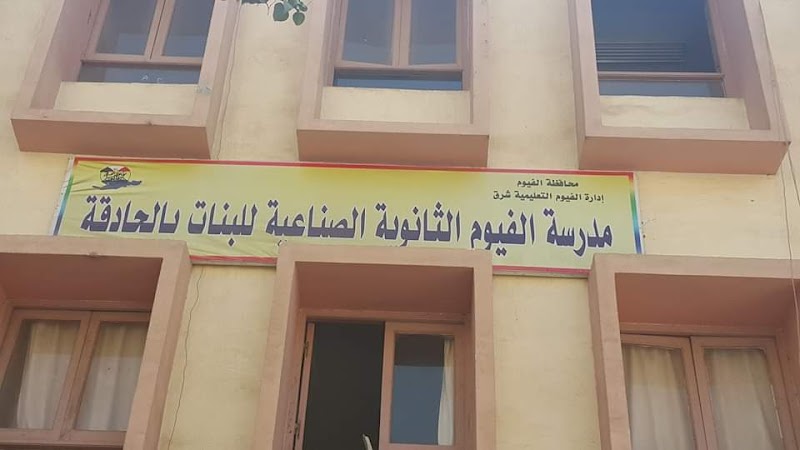 محافظة الفيوم
إدارة الفيوم التعليمية شرق
مدرسة الفيوم الثانوية الصناعية للبنات بالحادقة